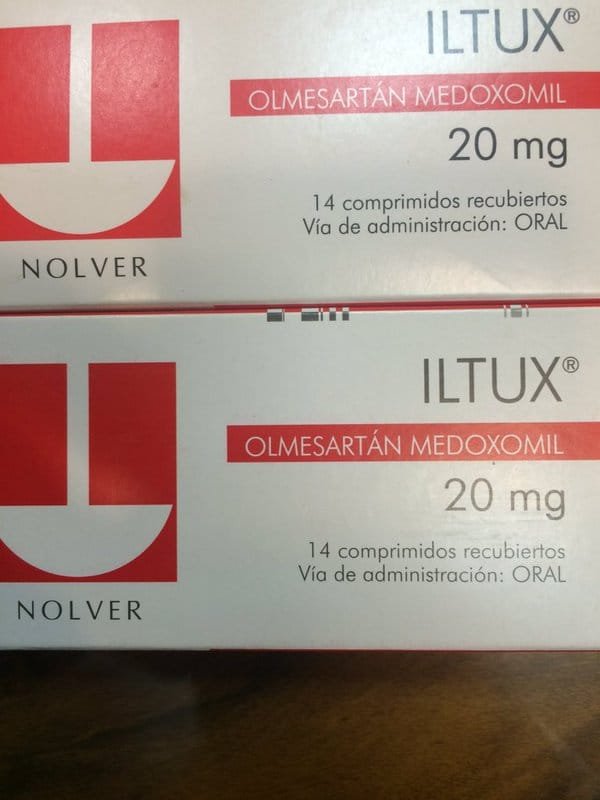 ILTUX®
OLMESARTÁN MEDOXOMIL
20 mg
14 comprimidos recubiertos
Vía de administración: ORAL
NOLVER
ILTUX®
OLMESARTÁN MEDOXOMIL
20 mg
14 comprimidos recubiertos
Vía de administración: ORAL
NOLVER